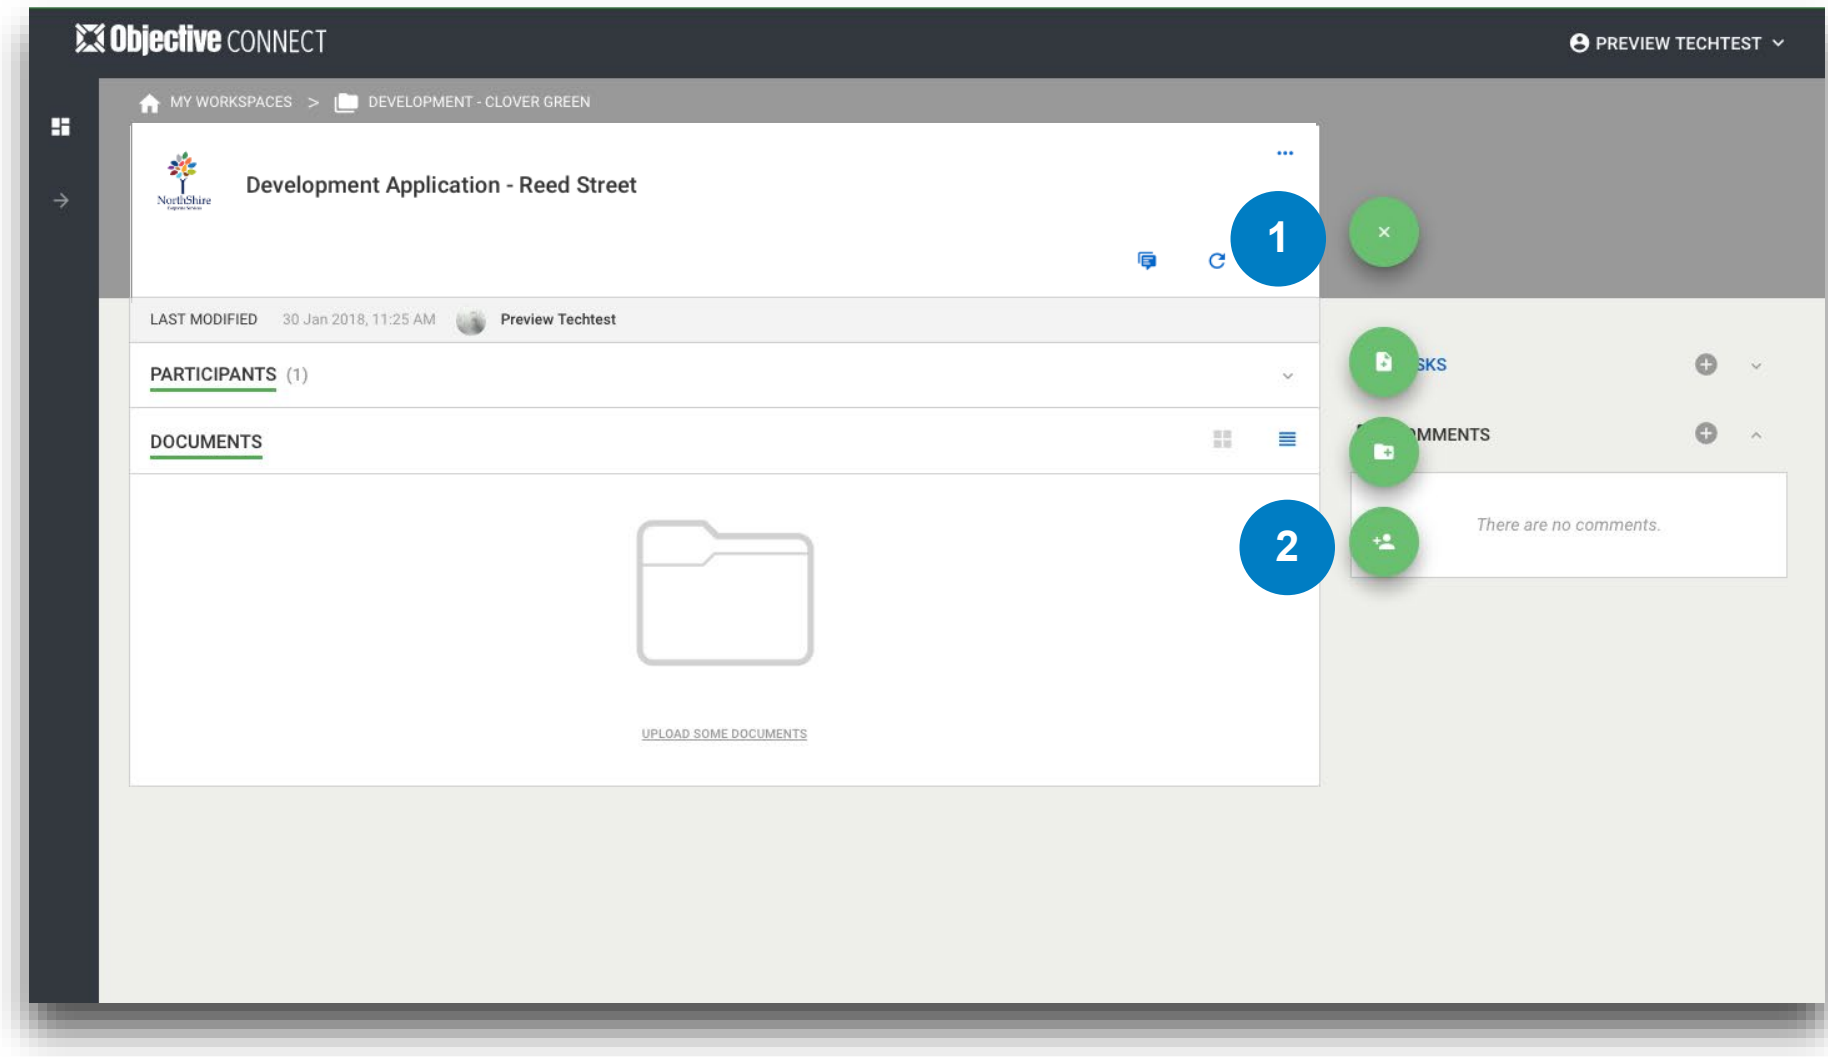 Objective CONNECT
PREVIEW TECHTEST
MY WORKSPACES > DEVELOPMENT - CLOVER GREEN
NorthShire
Development Application - Reed Street
1
LAST MODIFIED 30 Jan 2018, 11:25 AM Preview Techtest
PARTICIPANTS (1)
SKS
DOCUMENTS
OMMENTS
There are no comments.
2
UPLOAD SOME DOCUMENTS